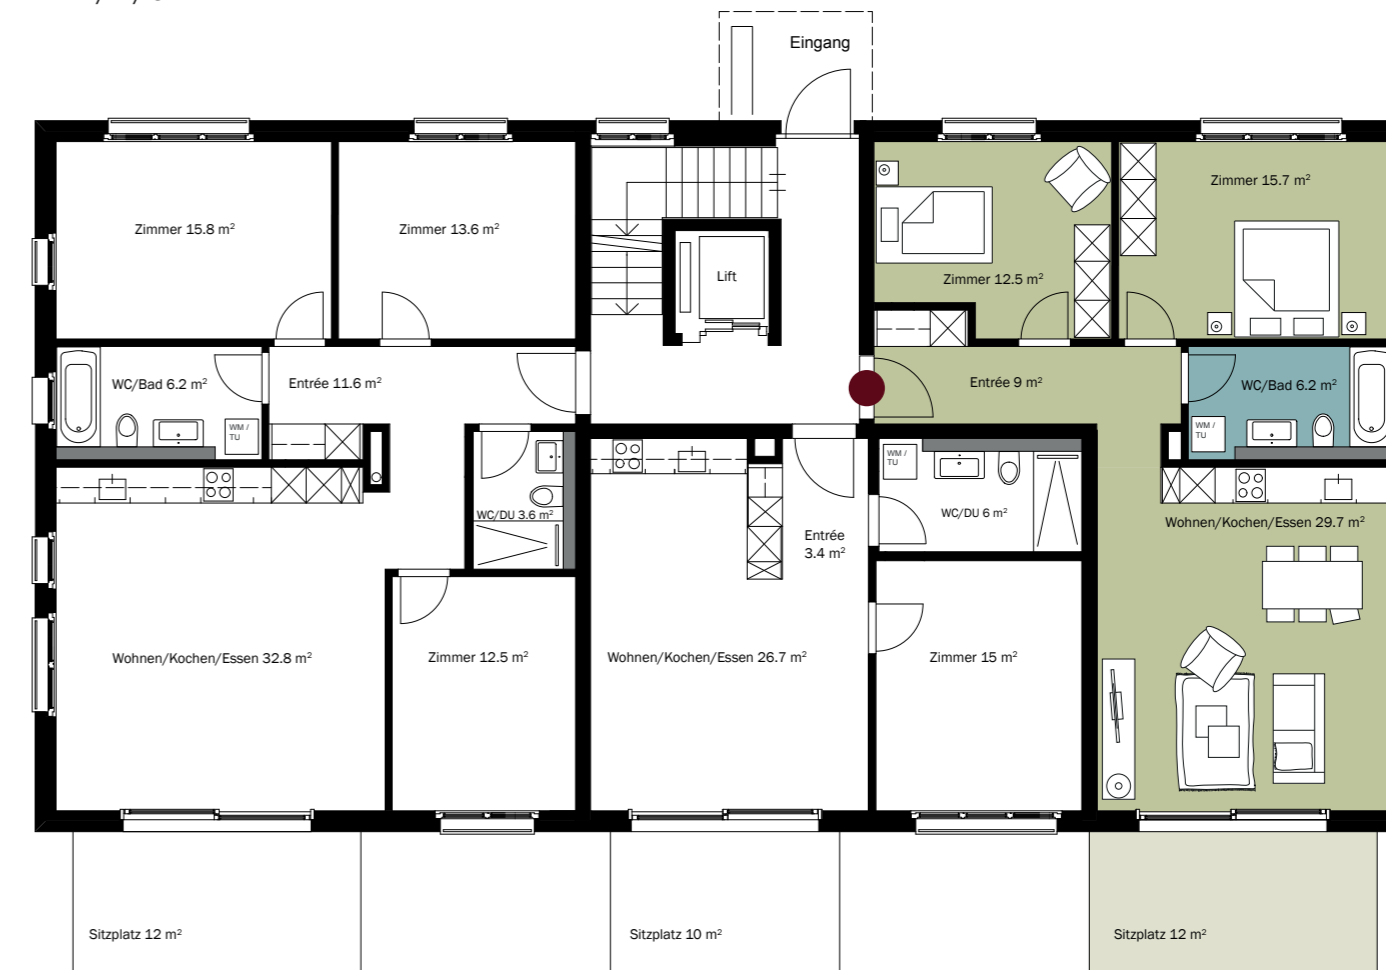 Eingang
Zimmer 15.8 m²
Zimmer 13.6 m²
Lift
Zimmer 12.5 m²
Zimmer 15.7 m²
WC/Bad 6.2 m²
WM /
TU
Entrée 11.6 m²
Entrée 9 m²
WC/Bad 6.2 m²
WM /
TU
WC/DU 3.6 m²
Entrée
3.4 m²
WM /
TU
WC/DU 6 m²
Wohnen/Kochen/Essen 29.7 m²
Wohnen/Kochen/Essen 32.8 m²
Zimmer 12.5 m²
Wohnen/Kochen/Essen 26.7 m²
Zimmer 15 m²
Sitzplatz 12 m²
Sitzplatz 10 m²
Sitzplatz 12 m²